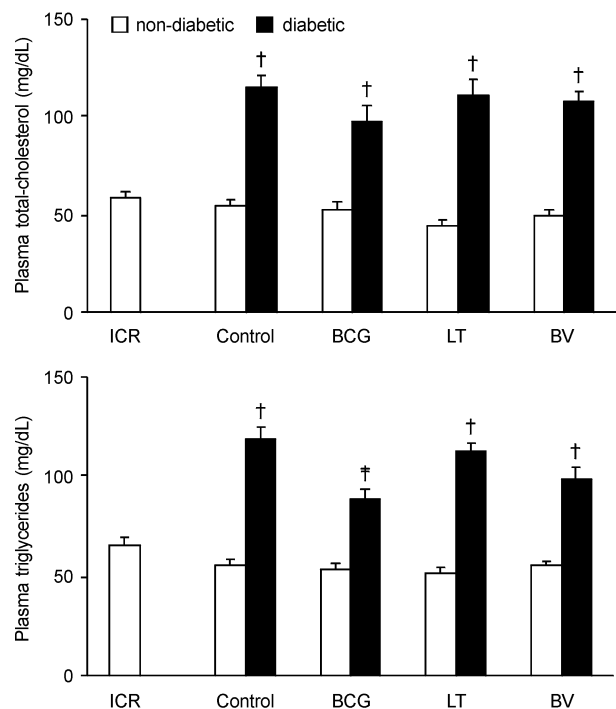 150
non-diabetic diabetic
† † † †
100
50
0
Plasma total-cholesterol (mg/dL)
ICR Control BCG LT BV
150
† ‡ † †
100
50
0
Plasma triglycerides (mg/dL)
ICR Control BCG LT BV